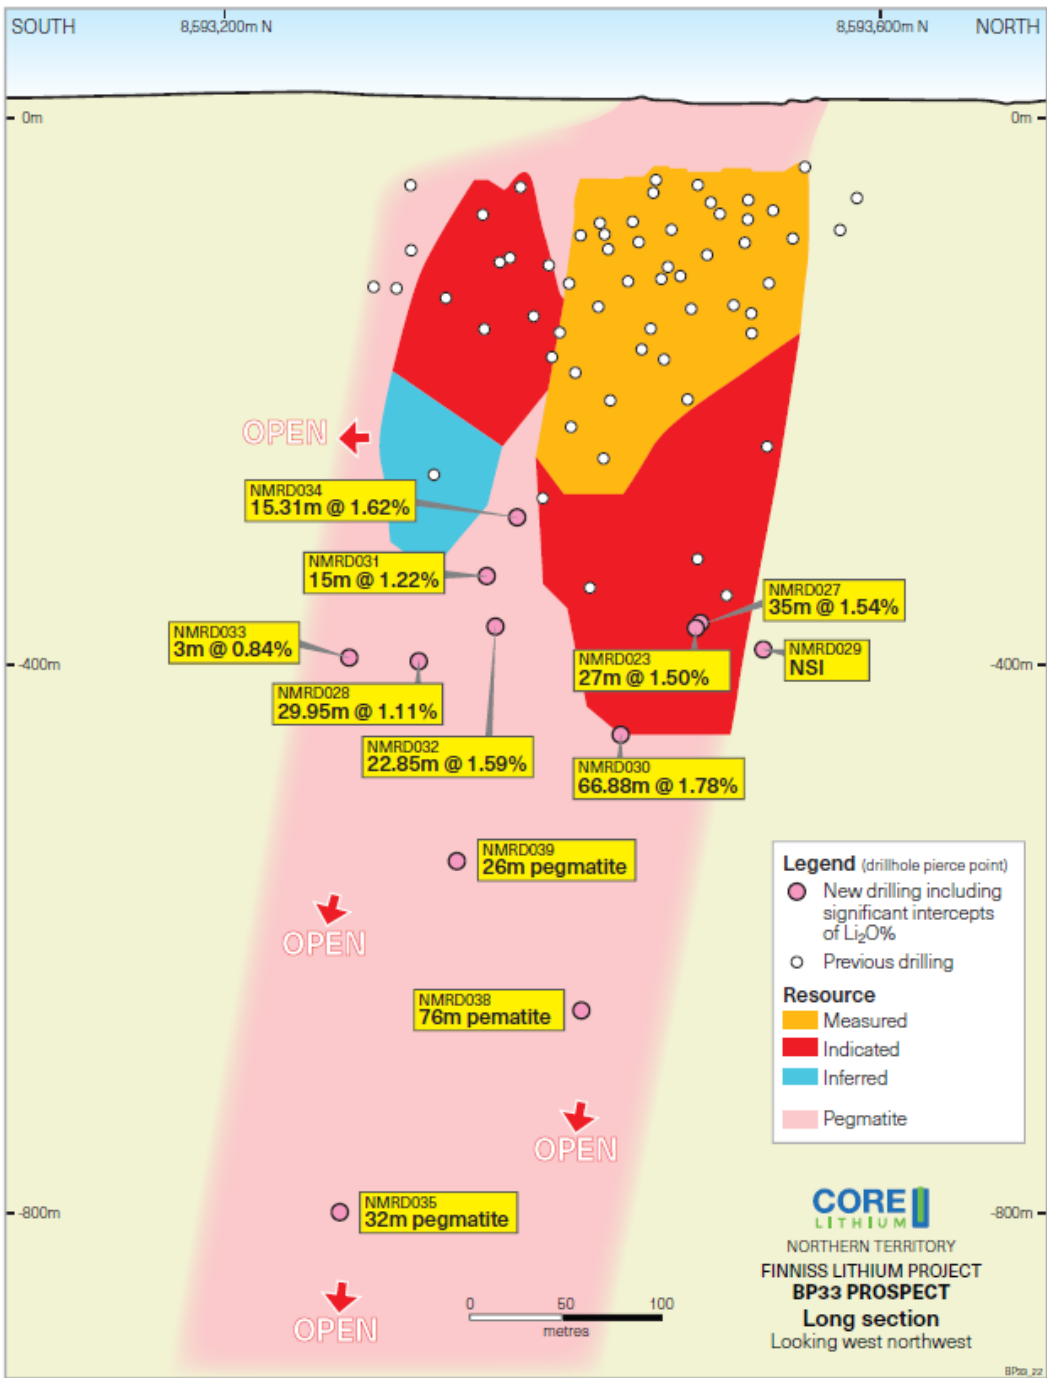 SOUTH
8,593,200m N
8,593,600m N
NORTH
0m
0m
OPEN
NMRD034
15.31m @ 1.62%
NMRD031
15m @ 1.22%
NMRD027
35m @ 1.54%
NMRD033
3m @ 0.84%
NMRD029
NSI
-400m
-400m
NMRD023
27m @ 1.50%
NMRD028
29.95m @ 1.11%
NMRD032
22.85m @ 1.59%
NMRD030
66.88m @ 1.78%
NMRD039
26m pegmatite
OPEN
NMRD038
76m pematite
OPEN
NMRD035
32m pegmatite
-800m
-800m
OPEN
0 50 100
metres
Legend (drillhole pierce point)
New drilling including
significant intercepts
of Li₂O%
Previous drilling
Resource
Measured
Indicated
Inferred
Pegmatite
CORE
LITHIUM
NORTHERN TERRITORY
FINNISS LITHIUM PROJECT
BP33 PROSPECT
Long section
Looking west northwest
BP33_22